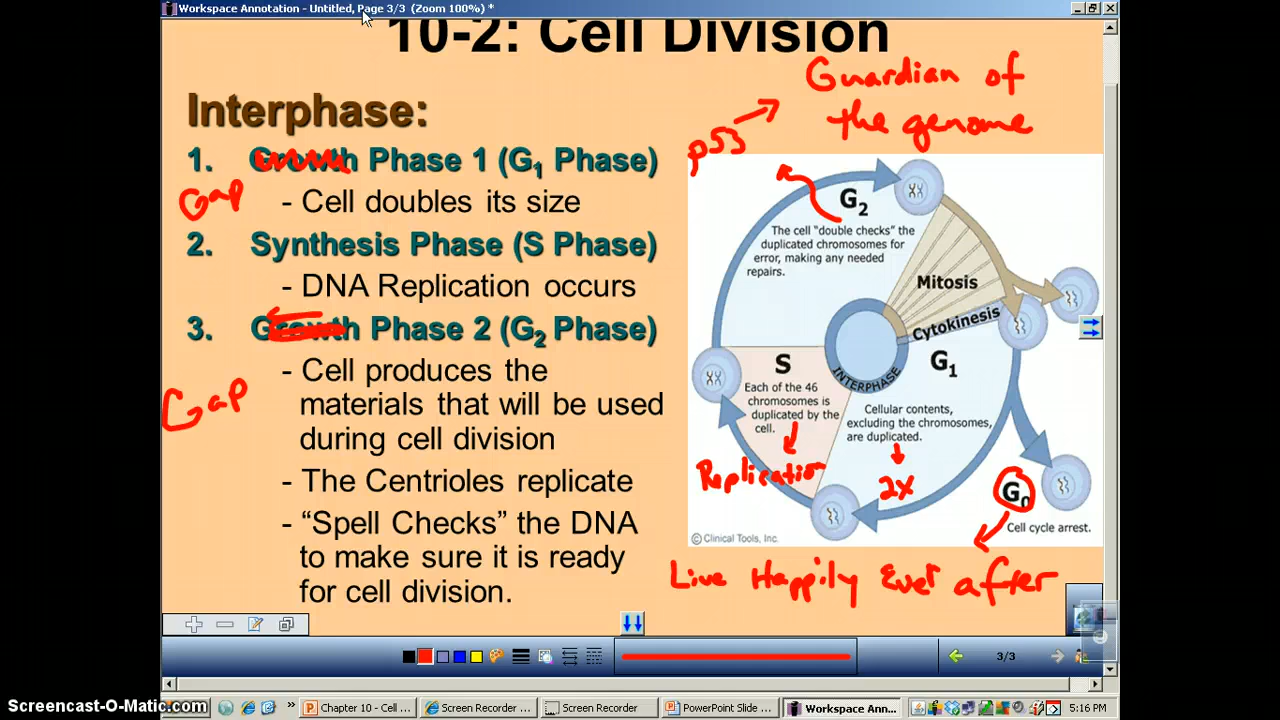 Workspace Annotation - Untitled, Page 3/3 (Zoom 100%) *
10-2: Cell Division
Guardian of
the genome
p53
Interphase:
1. Growth Phase 1 (G1 Phase)
Gap
- Cell doubles its size
2. Synthesis Phase (S Phase)
- DNA Replication occurs
3. Growth Phase 2 (G2 Phase)
Gap
- Cell produces the
materials that will be used
during cell division
- The Centrioles replicate
- “Spell Checks” the DNA
to make sure it is ready
for cell division.
G2
The cell “double checks” the
duplicated chromosomes for
error, making any needed
repairs.
Mitosis
Cytokinesis
INTERPHASE
S
Each of the 46
chromosomes is
duplicated by the
cell.
Replication
G1
Cellular contents,
excluding the chromosomes,
are duplicated.
2x
G0
Cell cycle arrest.
© Clinical Tools, Inc.
Live Happily Ever after
3/3
Screencast-O-Matic.com
Chapter 10 - Cell ...
Screen Recorder ...
Screen Recorder
PowerPoint Slide ...
Workspace Ann...
5:16 PM